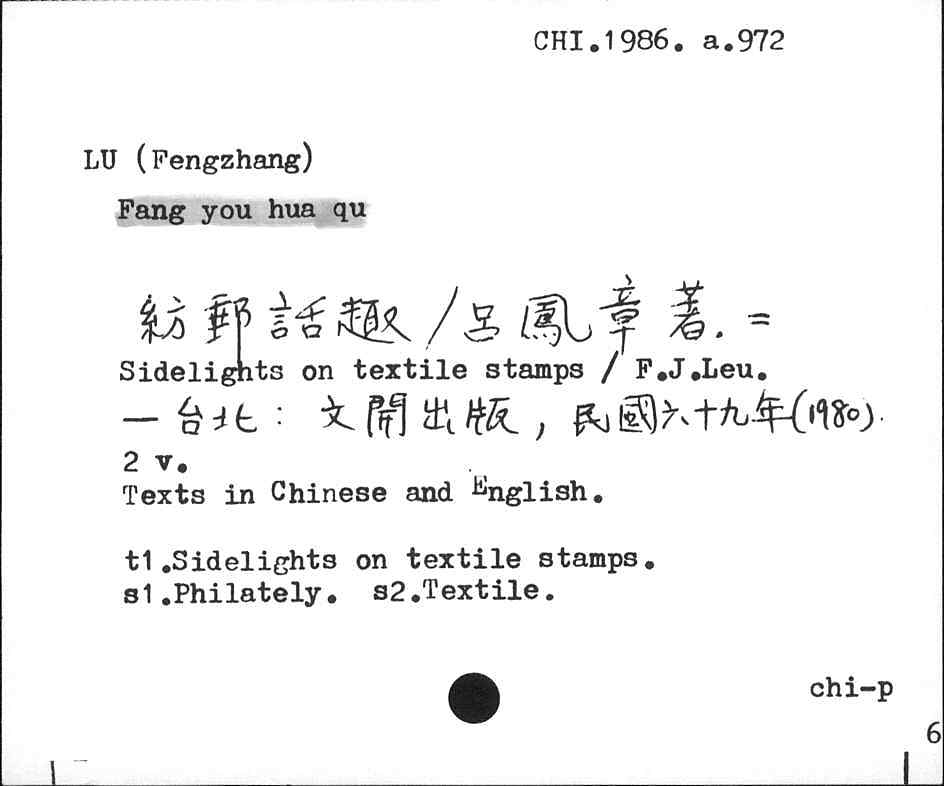 CHI.1986. a.972
LU (Fengzhang)
Fang you hua qu
紡郵話趣 / 呂鳳章著. =
Sidelights on textile stamps / F.J.Leu.
— 台北 : 文開出版, 民國六十九年(1980).
2 v.
Texts in Chinese and English.
t1.Sidelights on textile stamps.
s1.Philately. s2.Textile.
chi-p
6